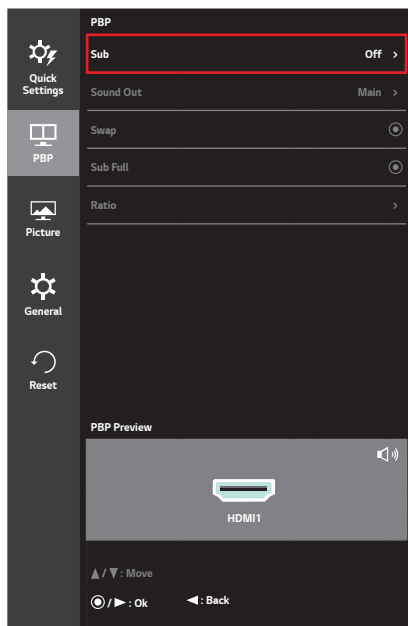 PBP
Sub Off >
Quick
Settings
Sound Out Main >
Swap
PBP
Sub Full
Ratio >
Picture
General
Reset
PBP Preview
HDMI1
▲/▼: Move
◉/►: Ok ◄: Back